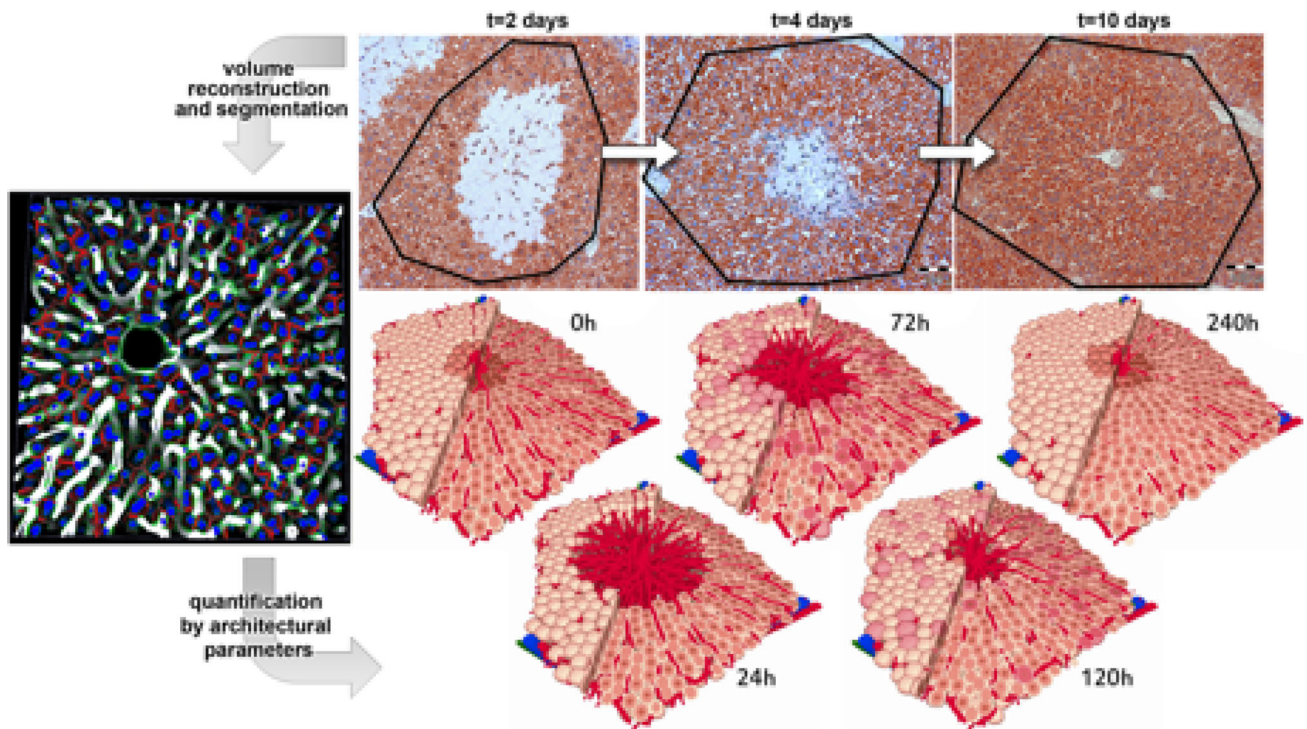 t=2 days
t=4 days
t=10 days
volume
reconstruction
and segmentation
0h
72h
240h
quantification
by architectural
parameters
24h
120h